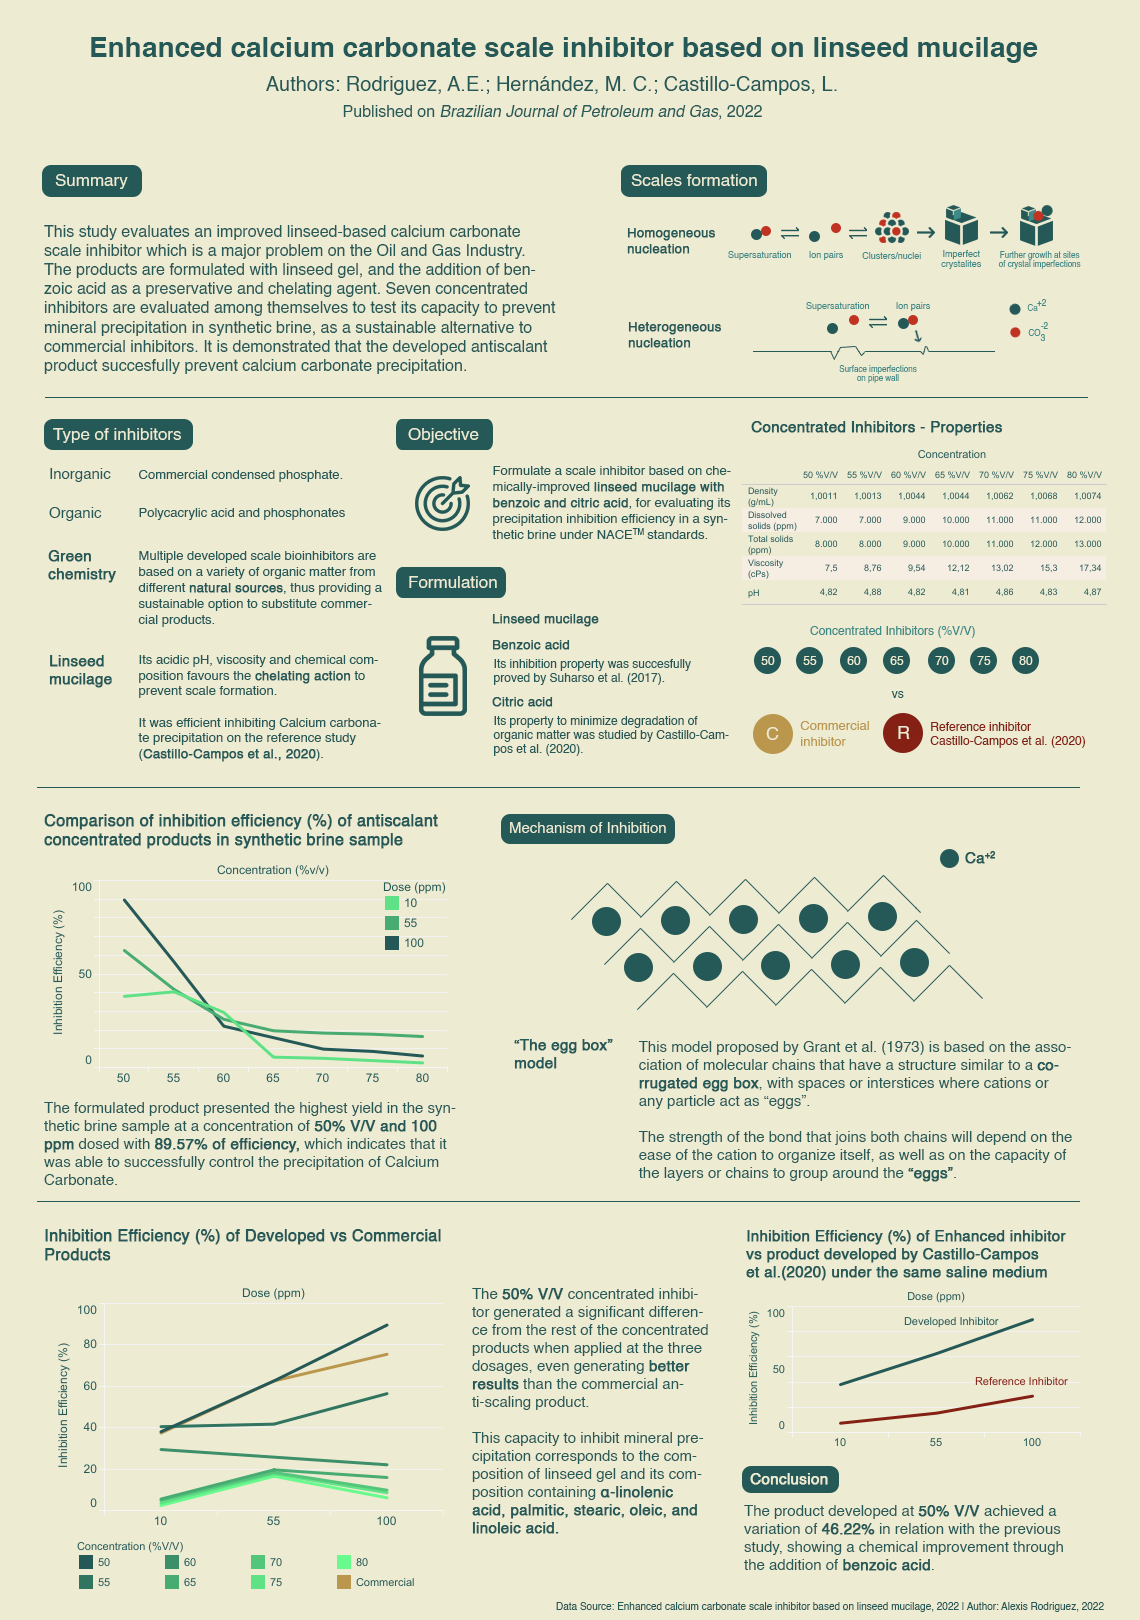 Enhanced calcium carbonate scale inhibitor based on linseed mucilage
Authors: Rodriguez, A.E.; Hernández, M. C.; Castillo-Campos, L.
Published on Brazilian Journal of Petroleum and Gas, 2022
Summary
This study evaluates an improved linseed-based calcium carbonate
scale inhibitor which is a major problem on the Oil and Gas Industry.
The products are formulated with linseed gel, and the addition of ben-
zoic acid as a preservative and chelating agent. Seven concentrated
inhibitors are evaluated among themselves to test its capacity to prevent
mineral precipitation in synthetic brine, as a sustainable alternative to
commercial inhibitors. It is demonstrated that the developed antiscalant
product succesfully prevent calcium carbonate precipitation.
Scales formation
Homogeneous
nucleation
Supersaturation
Ion pairs
Clusters/nuclei
Imperfect
crystalites
Further growth at sites
of crystal imperfections
Heterogeneous
nucleation
Supersaturation
Ion pairs
Surface imperfections
on pipe wall
Ca+2
CO3-2
Type of inhibitors
Inorganic
Commercial condensed phosphate.
Organic
Polycacrylic acid and phosphonates
Green
chemistry
Multiple developed scale bioinhibitors are
based on a variety of organic matter from
different natural sources, thus providing a
sustainable option to substitute commer-
cial products.
Linseed
mucilage
Its acidic pH, viscosity and chemical com-
position favours the chelating action to
prevent scale formation.
It was efficient inhibiting Calcium carbona-
te precipitation on the reference study
(Castillo-Campos et al., 2020).
Objective
Formulate a scale inhibitor based on che-
mically-improved linseed mucilage with
benzoic and citric acid, for evaluating its
precipitation inhibition efficiency in a syn-
thetic brine under NACE™ standards.
Formulation
Linseed mucilage
Benzoic acid
Its inhibition property was succesfully
proved by Suharso et al. (2017).
Citric acid
Its property to minimize degradation of
organic matter was studied by Castillo-Cam-
pos et al. (2020).
Concentrated Inhibitors - Properties
Concentration
50 %V/V 55 %V/V 60 %V/V 65 %V/V 70 %V/V 75 %V/V 80 %V/V
Density
(g/mL) 1,0011 1,0013 1,0044 1,0044 1,0062 1,0068 1,0074
Dissolved
solids (ppm) 7.000 7.000 9.000 10.000 11.000 11.000 12.000
Total solids
(ppm) 8.000 8.000 9.000 10.000 11.000 12.000 13.000
Viscosity
(cPs) 7,5 8,76 9,54 12,12 13,02 15,3 17,34
pH 4,82 4,88 4,82 4,81 4,86 4,83 4,87
Concentrated Inhibitors (%V/V)
50 55 60 65 70 75 80
vs
C
Commercial
inhibitor
R
Reference inhibitor
Castillo-Campos et al. (2020)
Comparison of inhibition efficiency (%) of antiscalant
concentrated products in synthetic brine sample
Concentration (%v/v)
Inhibition Efficiency (%)
100
50
0
Dose (ppm)
10
55
100
50 55 60 65 70 75 80
The formulated product presented the highest yield in the syn-
thetic brine sample at a concentration of 50% V/V and 100
ppm dosed with 89.57% of efficiency, which indicates that it
was able to successfully control the precipitation of Calcium
Carbonate.
Mechanism of Inhibition
Ca+2
“The egg box”
model
This model proposed by Grant et al. (1973) is based on the asso-
ciation of molecular chains that have a structure similar to a co-
rrugated egg box, with spaces or interstices where cations or
any particle act as “eggs”.
The strength of the bond that joins both chains will depend on the
ease of the cation to organize itself, as well as on the capacity of
the layers or chains to group around the “eggs”.
Inhibition Efficiency (%) of Developed vs Commercial
Products
Dose (ppm)
Inhibition Efficiency (%)
100
80
60
40
20
0
10 55 100
Concentration (%V/V)
50 60 70 80
55 65 75 Commercial
The 50% V/V concentrated inhibi-
tor generated a significant differen-
ce from the rest of the concentrated
products when applied at the three
dosages, even generating better
results than the commercial an-
ti-scaling product.
This capacity to inhibit mineral pre-
cipitation corresponds to the com-
position of linseed gel and its com-
position containing α-linolenic
acid, palmitic, stearic, oleic, and
linoleic acid.
Inhibition Efficiency (%) of Enhanced inhibitor
vs product developed by Castillo-Campos
et al.(2020) under the same saline medium
Dose (ppm)
Inhibition Efficiency (%)
100
50
0
Developed Inhibitor
Reference Inhibitor
10 55 100
Conclusion
The product developed at 50% V/V achieved a
variation of 46.22% in relation with the previous
study, showing a chemical improvement through
the addition of benzoic acid.
Data Source: Enhanced calcium carbonate scale inhibitor based on linseed mucilage, 2022 | Author: Alexis Rodriguez, 2022